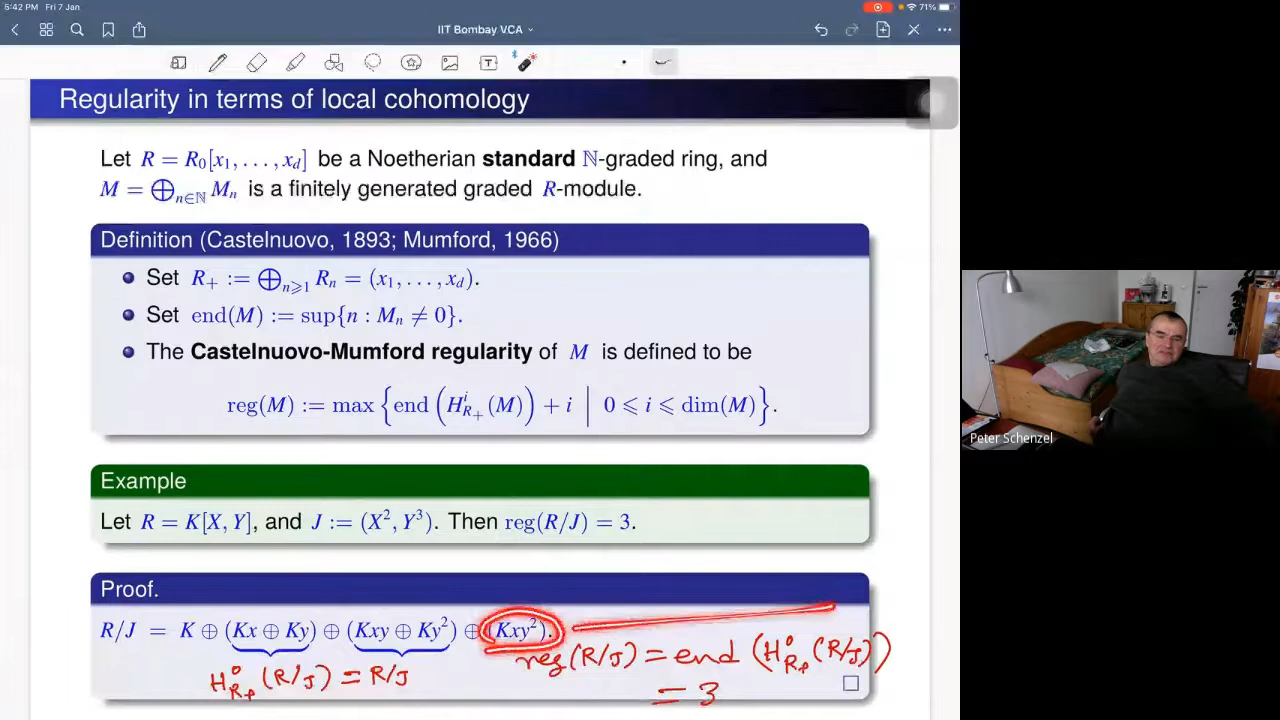 5:42 PM Fri 7 Jan
71%
IIT Bombay VCA
Regularity in terms of local cohomology
Let R = R₀[x₁, . . . , x_d] be a Noetherian standard ℕ-graded ring, and
M = ⨁_{n∈ℕ} M_n is a finitely generated graded R-module.
Definition (Castelnuovo, 1893; Mumford, 1966)
Set R₊ := ⨁_{n⩾1} R_n = (x₁, . . . , x_d).
Set end(M) := sup{n : M_n ≠ 0}.
The Castelnuovo-Mumford regularity of M is defined to be
reg(M) := max { end ( H^i_{R₊}(M) ) + i | 0 ⩽ i ⩽ dim(M) }.
Example
Let R = K[X, Y], and J := (X², Y³). Then reg(R/J) = 3.
Proof.
R/J = K ⊕ (Kx ⊕ Ky) ⊕ (Kxy ⊕ Ky²) ⊕ (Kxy²).
H⁰_{R₊}(R/J) = R/J
reg(R/J) = end (H⁰_{R₊}(R/J))
= 3
Peter Schenzel